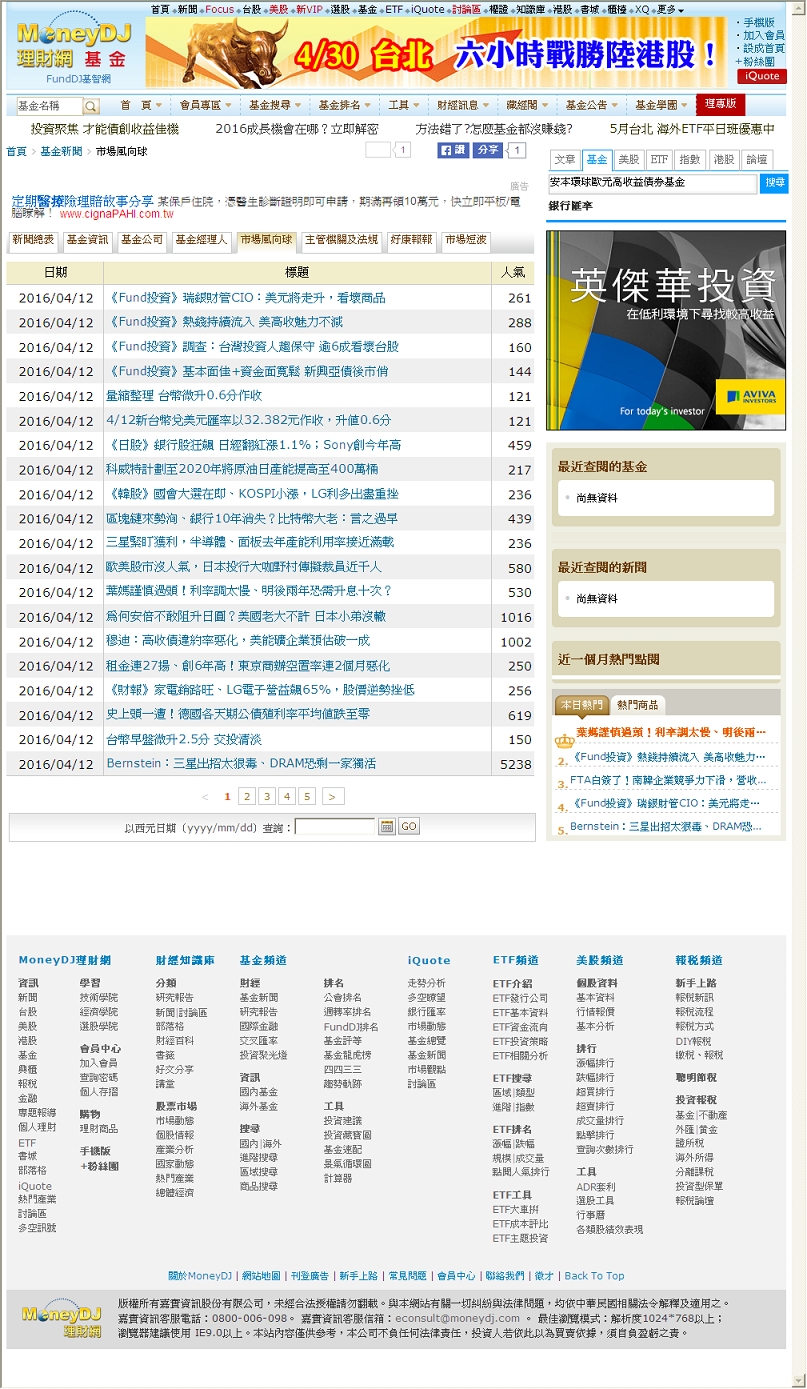 首頁 新聞 Focus 台股 美股 新VIP 選股 基金 ETF iQuote 討論區 權證 知識庫 港股 書城 櫃檯 XQ 更多
MoneyDJ
理財網 基金
FundDJ基智網
4/30 台北 六小時戰勝陸港股！
手機版
加入會員
設成首頁
+粉絲團
iQuote
基金名稱 首 頁 會員專區 基金搜尋 基金排名 工具 財經訊息 藏經閣 基金公告 基金學園 理專版
投資聚焦 才能債創收益佳機 2016成長機會在哪？立即解密 方法錯了?怎麼基金都沒賺錢? 5月台北 海外ETF平日班優惠中
首頁 > 基金新聞 > 市場風向球
1 讚 分享 1
文章 基金 美股 ETF 指數 港股 論壇
安本環球歐元高收益債券基金 搜尋
銀行匯率
廣告
定期醫療險理賠故事分享 某保戶住院，憑醫生診斷證明即可申請，期滿再領10萬元，快立即平板/電
腦瞭解！ www.cignaPAHI.com.tw
新聞總表 基金資訊 基金公司 基金經理人 市場風向球 主管機關及法規 好康報報 市場短波
日期 標題 人氣
2016/04/12 《Fund投資》瑞銀財管CIO：美元將走升，看壞商品 261
2016/04/12 《Fund投資》熱錢持續流入 美高收魅力不減 288
2016/04/12 《Fund投資》調查：台灣投資人趨保守 逾6成看壞台股 160
2016/04/12 《Fund投資》基本面佳+資金面寬鬆 新興亞債後市俏 144
2016/04/12 量縮整理 台幣微升0.6分作收 121
2016/04/12 4/12新台幣兌美元匯率以32.382元作收，升值0.6分 121
2016/04/12 《日股》銀行股狂飆 日經翻紅漲1.1%；Sony創今年高 459
2016/04/12 科威特計劃至2020年將原油日產能提高至400萬桶 217
2016/04/12 《韓股》國會大選在即、KOSPI小漲，LG利多出盡重挫 236
2016/04/12 區塊鏈來勢洶、銀行10年消失？比特幣大老：言之過早 439
2016/04/12 三星緊盯獲利，半導體、面板去年產能利用率接近滿載 236
2016/04/12 歐美股市沒人氣，日本投行大咖野村傳擬裁員近千人 580
2016/04/12 葉媽謹慎過頭！利率調太慢、明後兩年恐需升息十次？ 530
2016/04/12 為何安倍不敢阻升日圓？美國老大不許 日本小弟沒轍 1016
2016/04/12 穆迪：高收債違約率惡化，美能礦企業預估破一成 1002
2016/04/12 租金連27揚、創6年高！東京商辦空置率連2個月惡化 250
2016/04/12 《財報》家電銷路旺、LG電子營益飆65%，股價逆勢挫低 256
2016/04/12 史上頭一遭！德國各天期公債殖利率平均值跌至零 619
2016/04/12 台幣早盤微升2.5分 交投清淡 150
2016/04/12 Bernstein：三星出招太狠毒、DRAM恐剩一家獨活 5238
< 1 2 3 4 5 >
以西元日期（yyyy/mm/dd）查詢： GO
英傑華投資
在低利環境下尋找較高收益
For today's investor
AVIVA
INVESTORS
最近查閱的基金
尚無資料
最近查閱的新聞
尚無資料
近一個月熱門點閱
本日熱門 熱門商品
葉媽謹慎過頭！利率調太慢、明後兩…
2. 《Fund投資》熱錢持續流入 美高收魅力…
3. FTA白簽了！南韓企業競爭力下滑，營收…
4. 《Fund投資》瑞銀財管CIO：美元將走…
5. Bernstein：三星出招太狠毒、DRAM恐…
MoneyDJ理財網
資訊
新聞
台股
美股
港股
基金
興櫃
報稅
金融
專題報導
個人理財
ETF
書城
部落格
iQuote
熱門產業
討論區
多空訊號
學習
技術學院
經濟學院
選股學院
會員中心
加入會員
查詢密碼
個人存摺
購物
理財商品
手機版
+粉絲團
財經知識庫
分類
研究報告
新聞|討論區
部落格
財經百科
書籤
好文分享
講堂
股票市場
市場動態
個股情報
產業分析
國家動態
熱門產業
總體經濟
基金頻道
財經
基金新聞
研究報告
國際金融
交叉匯率
投資聚光燈
資訊
國內基金
海外基金
搜尋
國內|海外
進階搜尋
區域搜尋
商品搜尋
排名
公會排名
週轉率排名
FundDJ排名
基金評等
基金龍虎榜
四四三三
趨勢軌跡
工具
投資建議
投資藏寶圖
基金速配
景氣循環圖
計算器
iQuote
走勢分析
多空瞭望
銀行匯率
市場動態
基金總覽
基金新聞
市場觀點
討論區
ETF頻道
ETF介紹
ETF發行公司
ETF基本資料
ETF資金流向
ETF投資策略
ETF相關分析
ETF搜尋
區域|類型
進階|指數
ETF排名
漲幅|跌幅
規模|成交量
點閱人氣排行
ETF工具
ETF大車拚
ETF成本評比
ETF主題投資
美股頻道
個股資料
基本資料
行情報價
基本分析
排行
漲幅排行
跌幅排行
超買排行
超賣排行
成交量排行
點擊排行
查詢次數排行
工具
ADR套利
選股工具
行事曆
各類股績效表現
報稅頻道
新手上路
報稅新訊
報稅流程
報稅方式
DIY報稅
繳稅、報稅
聰明節稅
投資報稅
基金|不動產
外匯|黃金
證所稅
海外所得
分離課稅
投資型保單
報稅論壇
關於MoneyDJ | 網站地圖 | 刊登廣告 | 新手上路 | 常見問題 | 會員中心 | 聯絡我們 | 徵才 | Back To Top
MoneyDJ
理財網
版權所有嘉實資訊股份有限公司，未經合法授權請勿翻載。與本網站有關一切糾紛與法律問題，均依中華民國相關法令解釋及適用之。
嘉實資訊客服電話：0800-006-098。 嘉實資訊客服信箱：econsult@moneydj.com 。 最佳瀏覽模式：解析度1024*768以上；
瀏覽器建議使用 IE9.0以上。本站內容僅供參考，本公司不負任何法律責任，投資人若依此以為買賣依據，須自負盈虧之責。